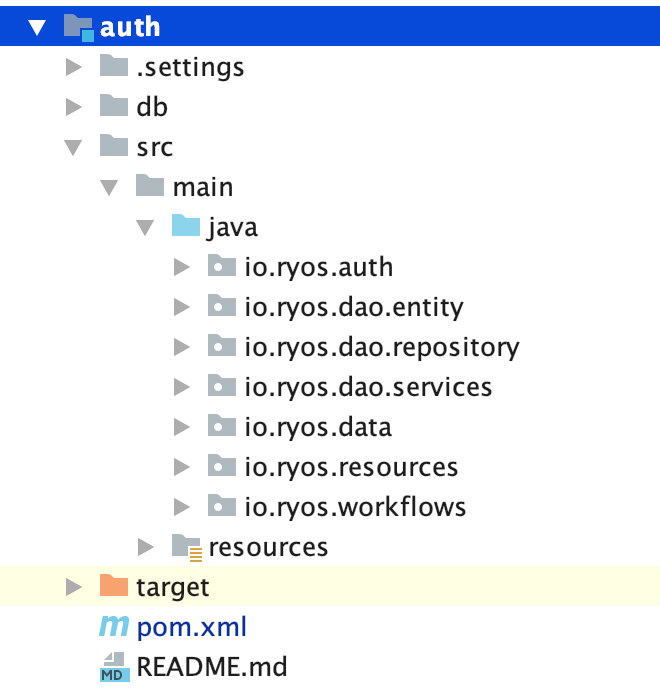 auth
.settings
db
src
main
java
io.ryos.auth
io.ryos.dao.entity
io.ryos.dao.repository
io.ryos.dao.services
io.ryos.data
io.ryos.resources
io.ryos.workflows
resources
target
m pom.xml
MD README.md